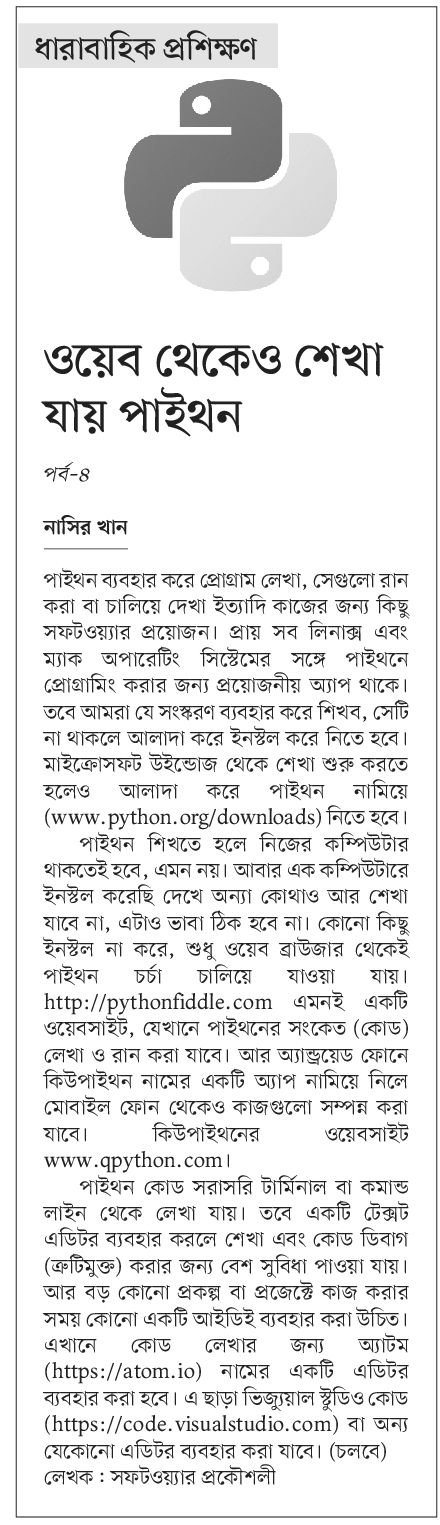 ধারাবাহিক প্রশিক্ষণ
ওয়েব থেকেও শেখা
যায় পাইথন
পর্ব-৪
নাসির খান
পাইথন ব্যবহার করে প্রোগ্রাম লেখা, সেগুলো রান
করা বা চালিয়ে দেখা ইত্যাদি কাজের জন্য কিছু
সফটওয়্যার প্রয়োজন। প্রায় সব লিনাক্স এবং
ম্যাক অপারেটিং সিস্টেমের সঙ্গে পাইথনে
প্রোগ্রামিং করার জন্য প্রয়োজনীয় অ্যাপ থাকে।
তবে আমরা যে সংস্করণ ব্যবহার করে শিখব, সেটি
না থাকলে আলাদা করে ইনস্টল করে নিতে হবে।
মাইক্রোসফট উইন্ডোজ থেকে শেখা শুরু করতে
হলেও আলাদা করে পাইথন নামিয়ে
(www.python.org/downloads) নিতে হবে।
পাইথন শিখতে হলে নিজের কম্পিউটার
থাকতেই হবে, এমন নয়। আবার এক কম্পিউটারে
ইনস্টল করেছি দেখে অন্যা কোথাও আর শেখা
যাবে না, এটাও ভাবা ঠিক হবে না। কোনো কিছু
ইনস্টল না করে, শুধু ওয়েব ব্রাউজার থেকেই
পাইথন চর্চা চালিয়ে যাওয়া যায়।
http://pythonfiddle.com এমনই একটি
ওয়েবসাইট, যেখানে পাইথনের সংকেত (কোড)
লেখা ও রান করা যাবে। আর অ্যান্ড্রয়েড ফোনে
কিউপাইথন নামের একটি অ্যাপ নামিয়ে নিলে
মোবাইল ফোন থেকেও কাজগুলো সম্পন্ন করা
যাবে। কিউপাইথনের ওয়েবসাইট
www.qpython.com।
পাইথন কোড সরাসরি টার্মিনাল বা কমান্ড
লাইন থেকে লেখা যায়। তবে একটি টেক্সট
এডিটর ব্যবহার করলে শেখা এবং কোড ডিবাগ
(ত্রুটিমুক্ত) করার জন্য বেশ সুবিধা পাওয়া যায়।
আর বড় কোনো প্রকল্প বা প্রজেক্টে কাজ করার
সময় কোনো একটি আইডিই ব্যবহার করা উচিত।
এখানে কোড লেখার জন্য অ্যাটম
(https://atom.io) নামের একটি এডিটর
ব্যবহার করা হবে। এ ছাড়া ভিজ্যুয়াল স্টুডিও কোড
(https://code.visualstudio.com) বা অন্য
যেকোনো এডিটর ব্যবহার করা যাবে। (চলবে)
লেখক : সফটওয়্যার প্রকৌশলী